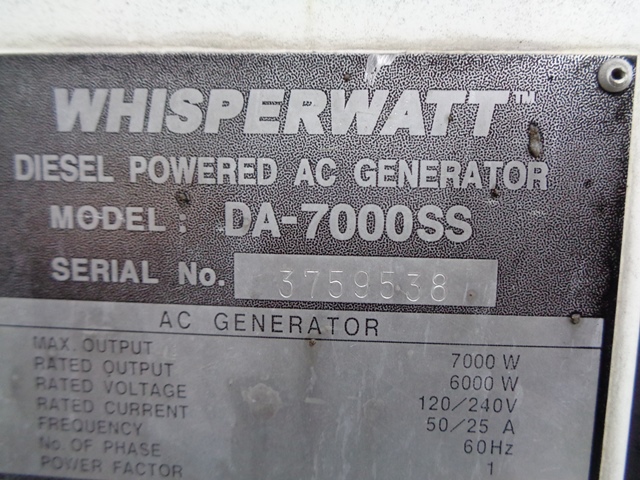 WHISPERWATT™
DIESEL POWERED AC GENERATOR
MODEL: DA-7000SS
SERIAL No. 3759538
AC GENERATOR
MAX. OUTPUT 7000 W
RATED OUTPUT 6000 W
RATED VOLTAGE 120/240V
RATED CURRENT 50/25 A
FREQUENCY 60Hz
No. OF PHASE 1
POWER FACTOR